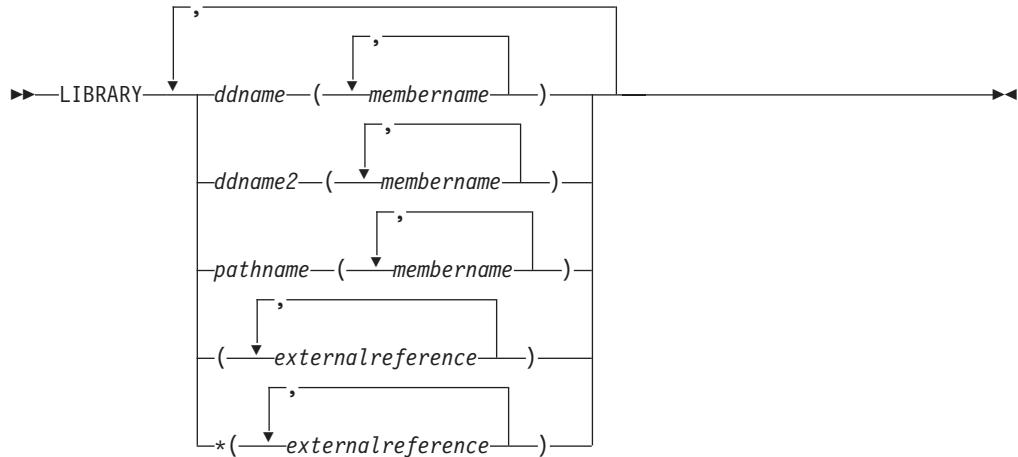 ,
,
LIBRARY ddname ( membername )
,
ddname2 ( membername )
,
pathname ( membername )
,
( externalreference )
,
*( externalreference )